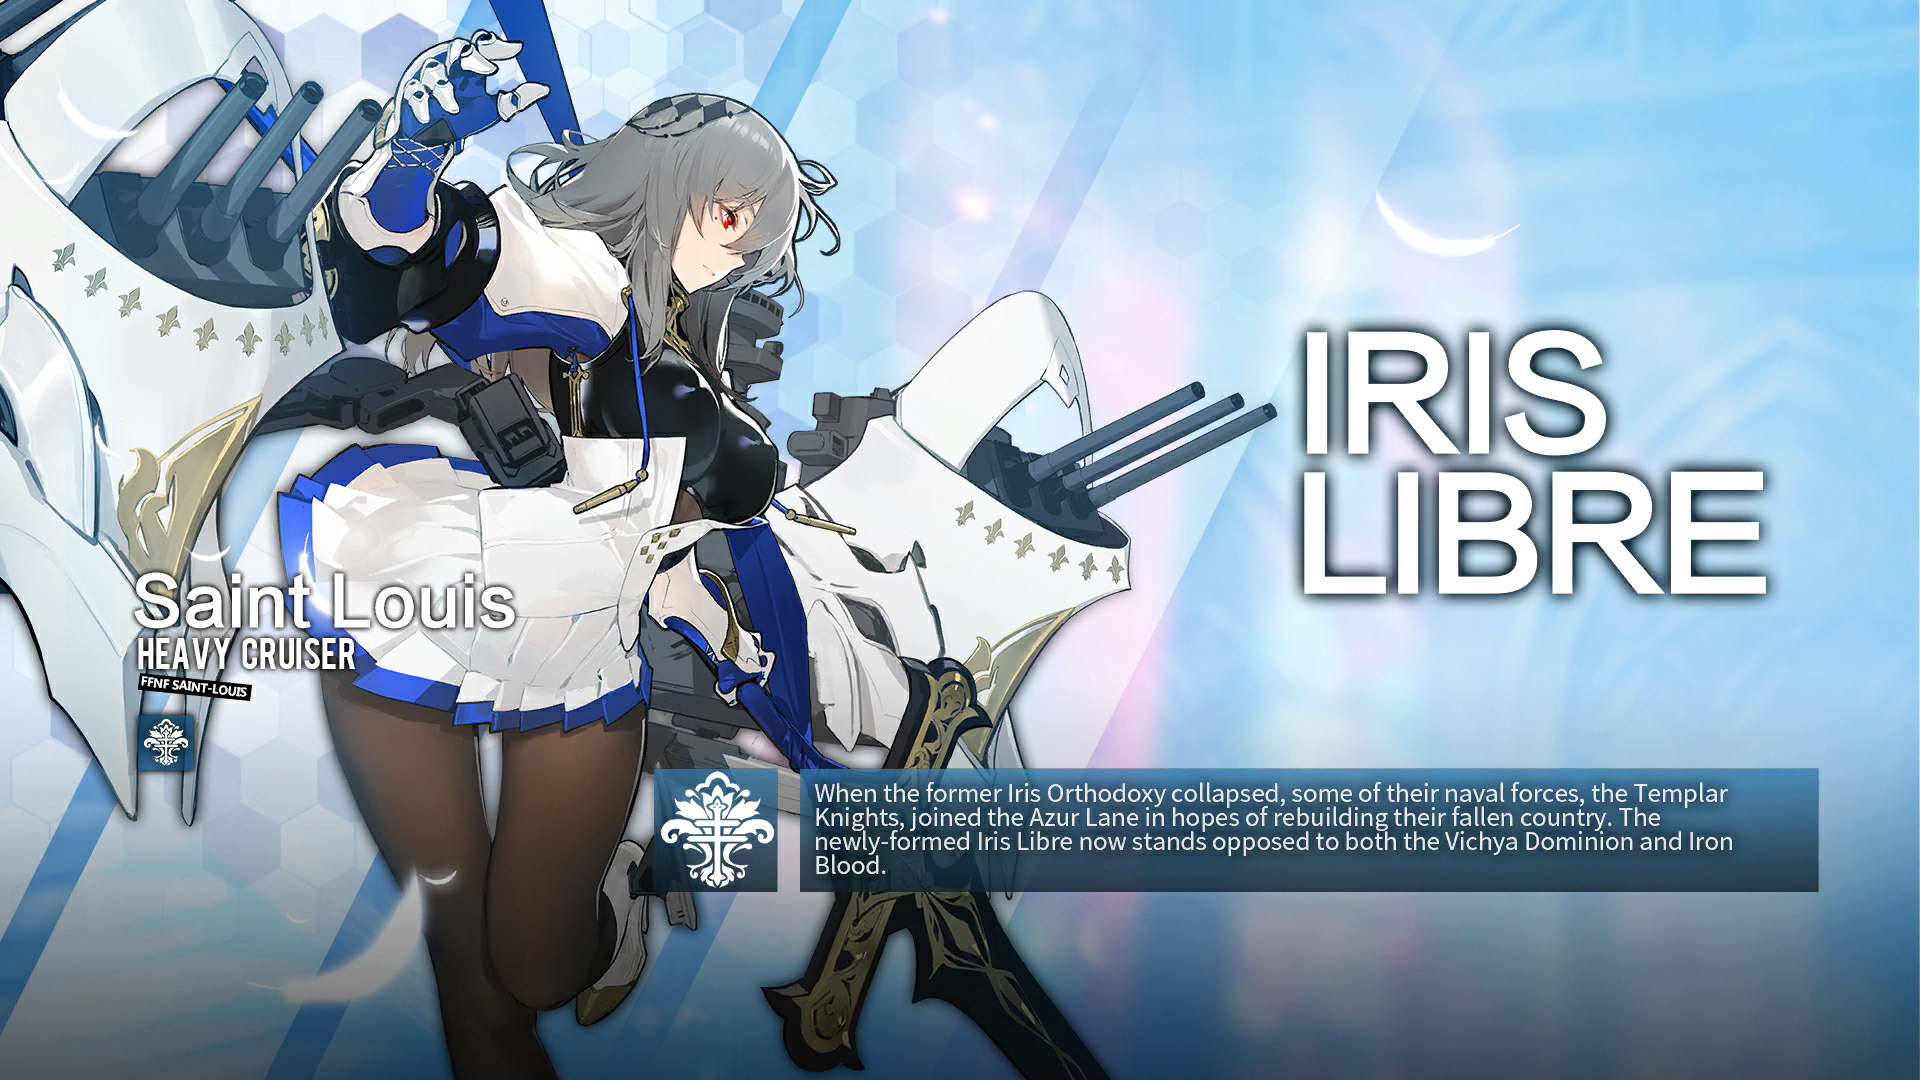 IRIS
LIBRE
Saint Louis
HEAVY CRUISER
FFNF SAINT-LOUIS
When the former Iris Orthodoxy collapsed, some of their naval forces, the Templar
Knights, joined the Azur Lane in hopes of rebuilding their fallen country. The
newly-formed Iris Libre now stands opposed to both the Vichya Dominion and Iron
Blood.